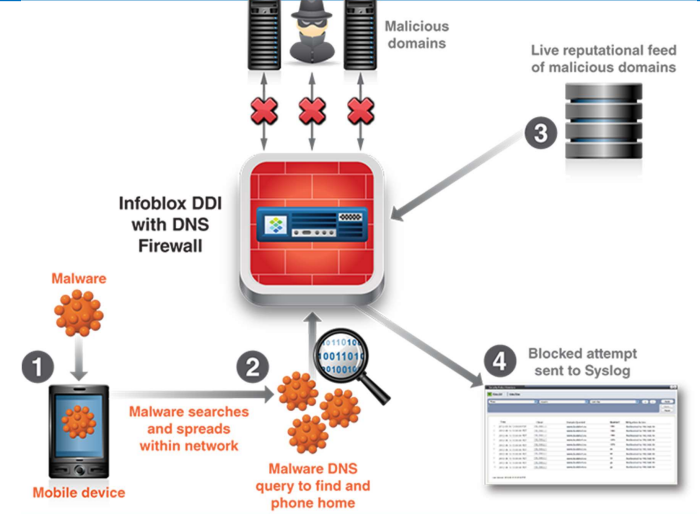 Malicious
domains
Live reputational feed
of malicious domains
3
Infoblox DDI
with DNS
Firewall
Malware
1
2
10110100
10011010
Malware searches
and spreads
within network
Mobile device
Malware DNS
query to find and
phone home
4
Blocked attempt
sent to Syslog